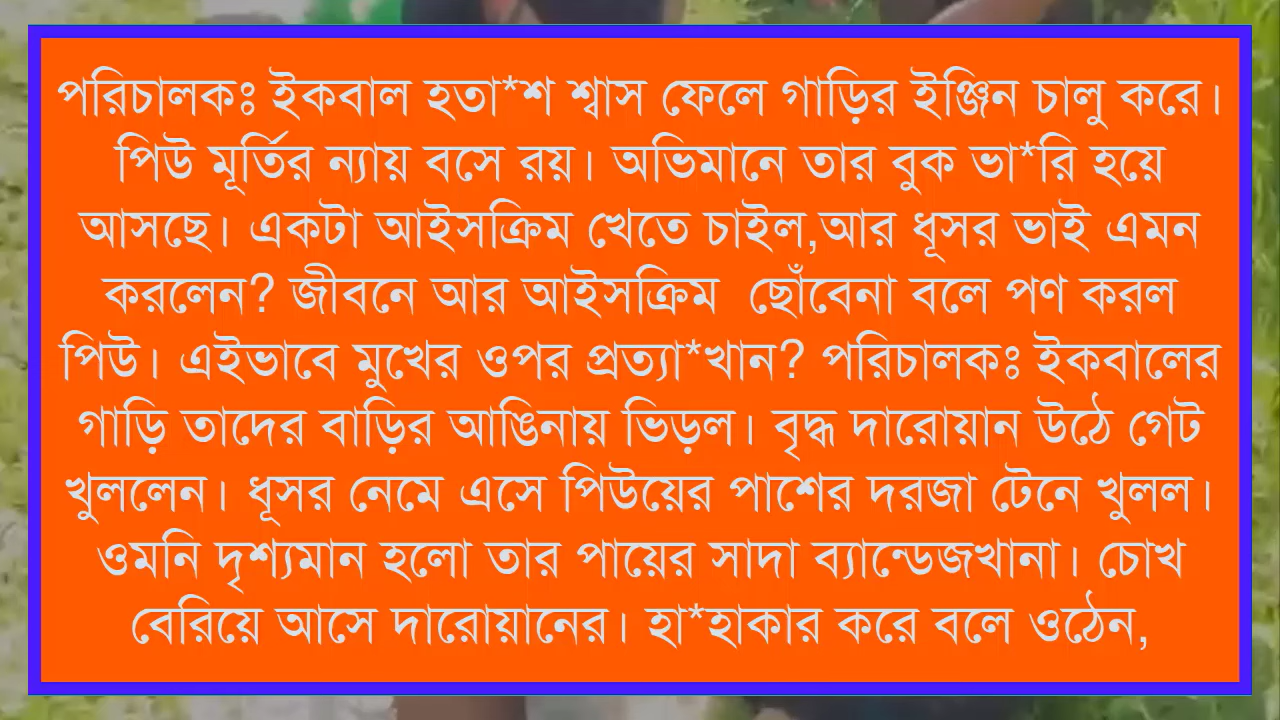 পরিচালকঃ ইকবাল হতা*শ শ্বাস ফেলে গাড়ির ইঞ্জিন চালু করে।
পিউ মূর্তির ন্যায় বসে রয়। অভিমানে তার বুক ভা*রি হয়ে
আসছে। একটা আইসক্রিম খেতে চাইল,আর ধূসর ভাই এমন
করলেন? জীবনে আর আইসক্রিম ছোঁবেনা বলে পণ করল
পিউ। এইভাবে মুখের ওপর প্রত্যা*খান? পরিচালকঃ ইকবালের
গাড়ি তাদের বাড়ির আঙিনায় ভিড়ল। বৃদ্ধ দারোয়ান উঠে গেট
খুললেন। ধূসর নেমে এসে পিউয়ের পাশের দরজা টেনে খুলল।
ওমনি দৃশ্যমান হলো তার পায়ের সাদা ব্যান্ডেজখানা। চোখ
বেরিয়ে আসে দারোয়ানের। হা*হাকার করে বলে ওঠেন,